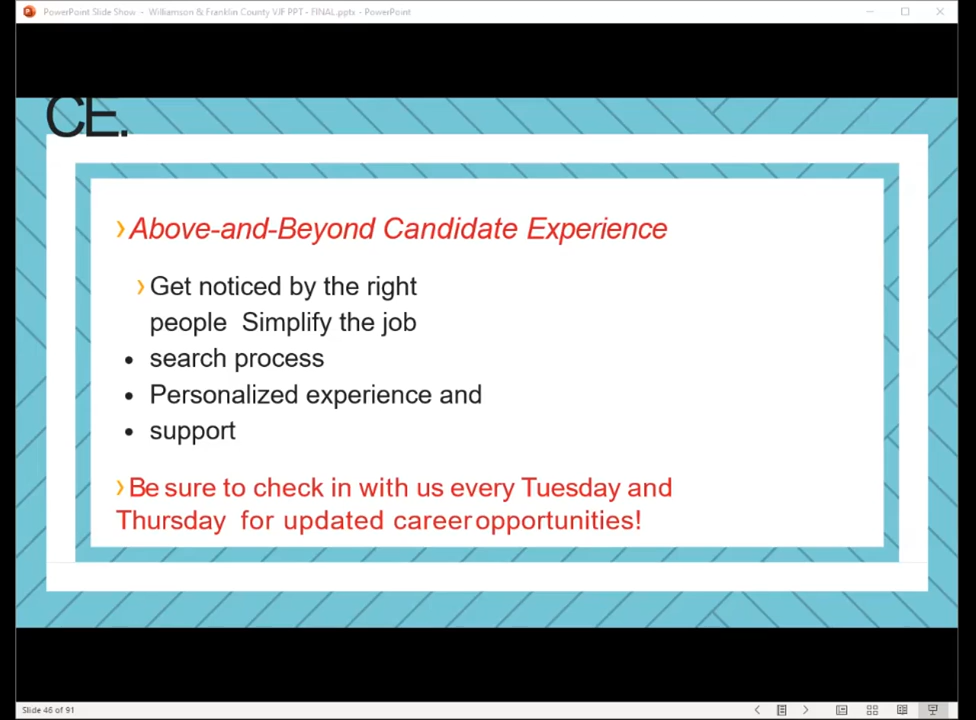 PowerPoint Slide Show - Williamson & Franklin County VJF PPT - FINAL.pptx - PowerPoint
CE.
›Above-and-Beyond Candidate Experience
›Get noticed by the right
people Simplify the job
• search process
• Personalized experience and
• support
›Be sure to check in with us every Tuesday and
Thursday for updated career opportunities!
Slide 46 of 91